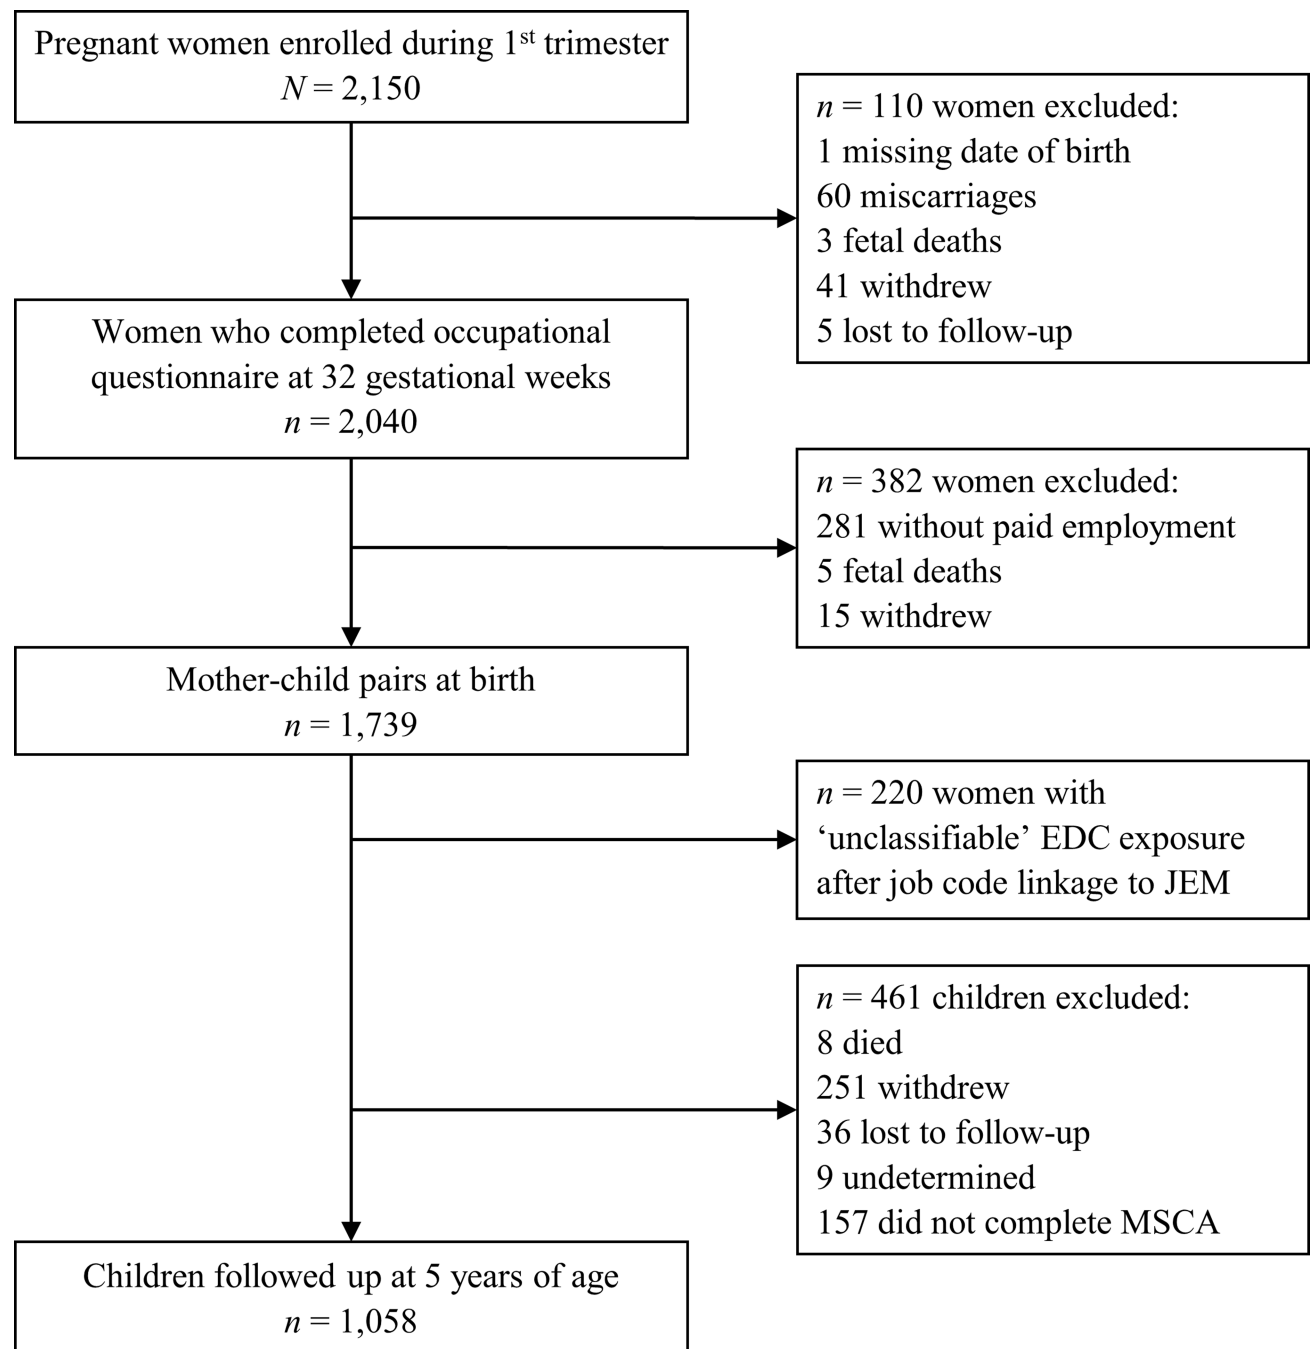 Pregnant women enrolled during 1st trimester
N = 2,150
n = 110 women excluded:
1 missing date of birth
60 miscarriages
3 fetal deaths
41 withdrew
5 lost to follow-up
Women who completed occupational
questionnaire at 32 gestational weeks
n = 2,040
n = 382 women excluded:
281 without paid employment
5 fetal deaths
15 withdrew
Mother-child pairs at birth
n = 1,739
n = 220 women with
‘unclassifiable’ EDC exposure
after job code linkage to JEM
n = 461 children excluded:
8 died
251 withdrew
36 lost to follow-up
9 undetermined
157 did not complete MSCA
Children followed up at 5 years of age
n = 1,058